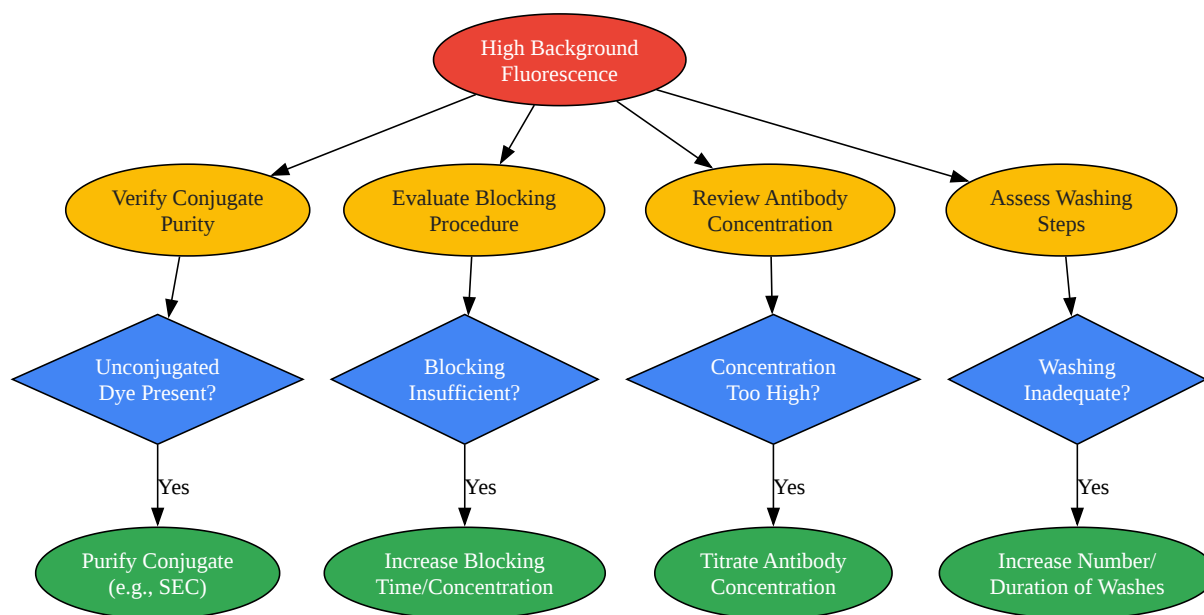 High Background
Fluorescence
Verify Conjugate
Purity
Evaluate Blocking
Procedure
Review Antibody
Concentration
Assess Washing
Steps
Unconjugated
Dye Present?
Blocking
Insufficient?
Concentration
Too High?
Washing
Inadequate?
Yes
Yes
Yes
Yes
Purify Conjugate
(e.g., SEC)
Increase Blocking
Time/Concentration
Titrate Antibody
Concentration
Increase Number/
Duration of Washes